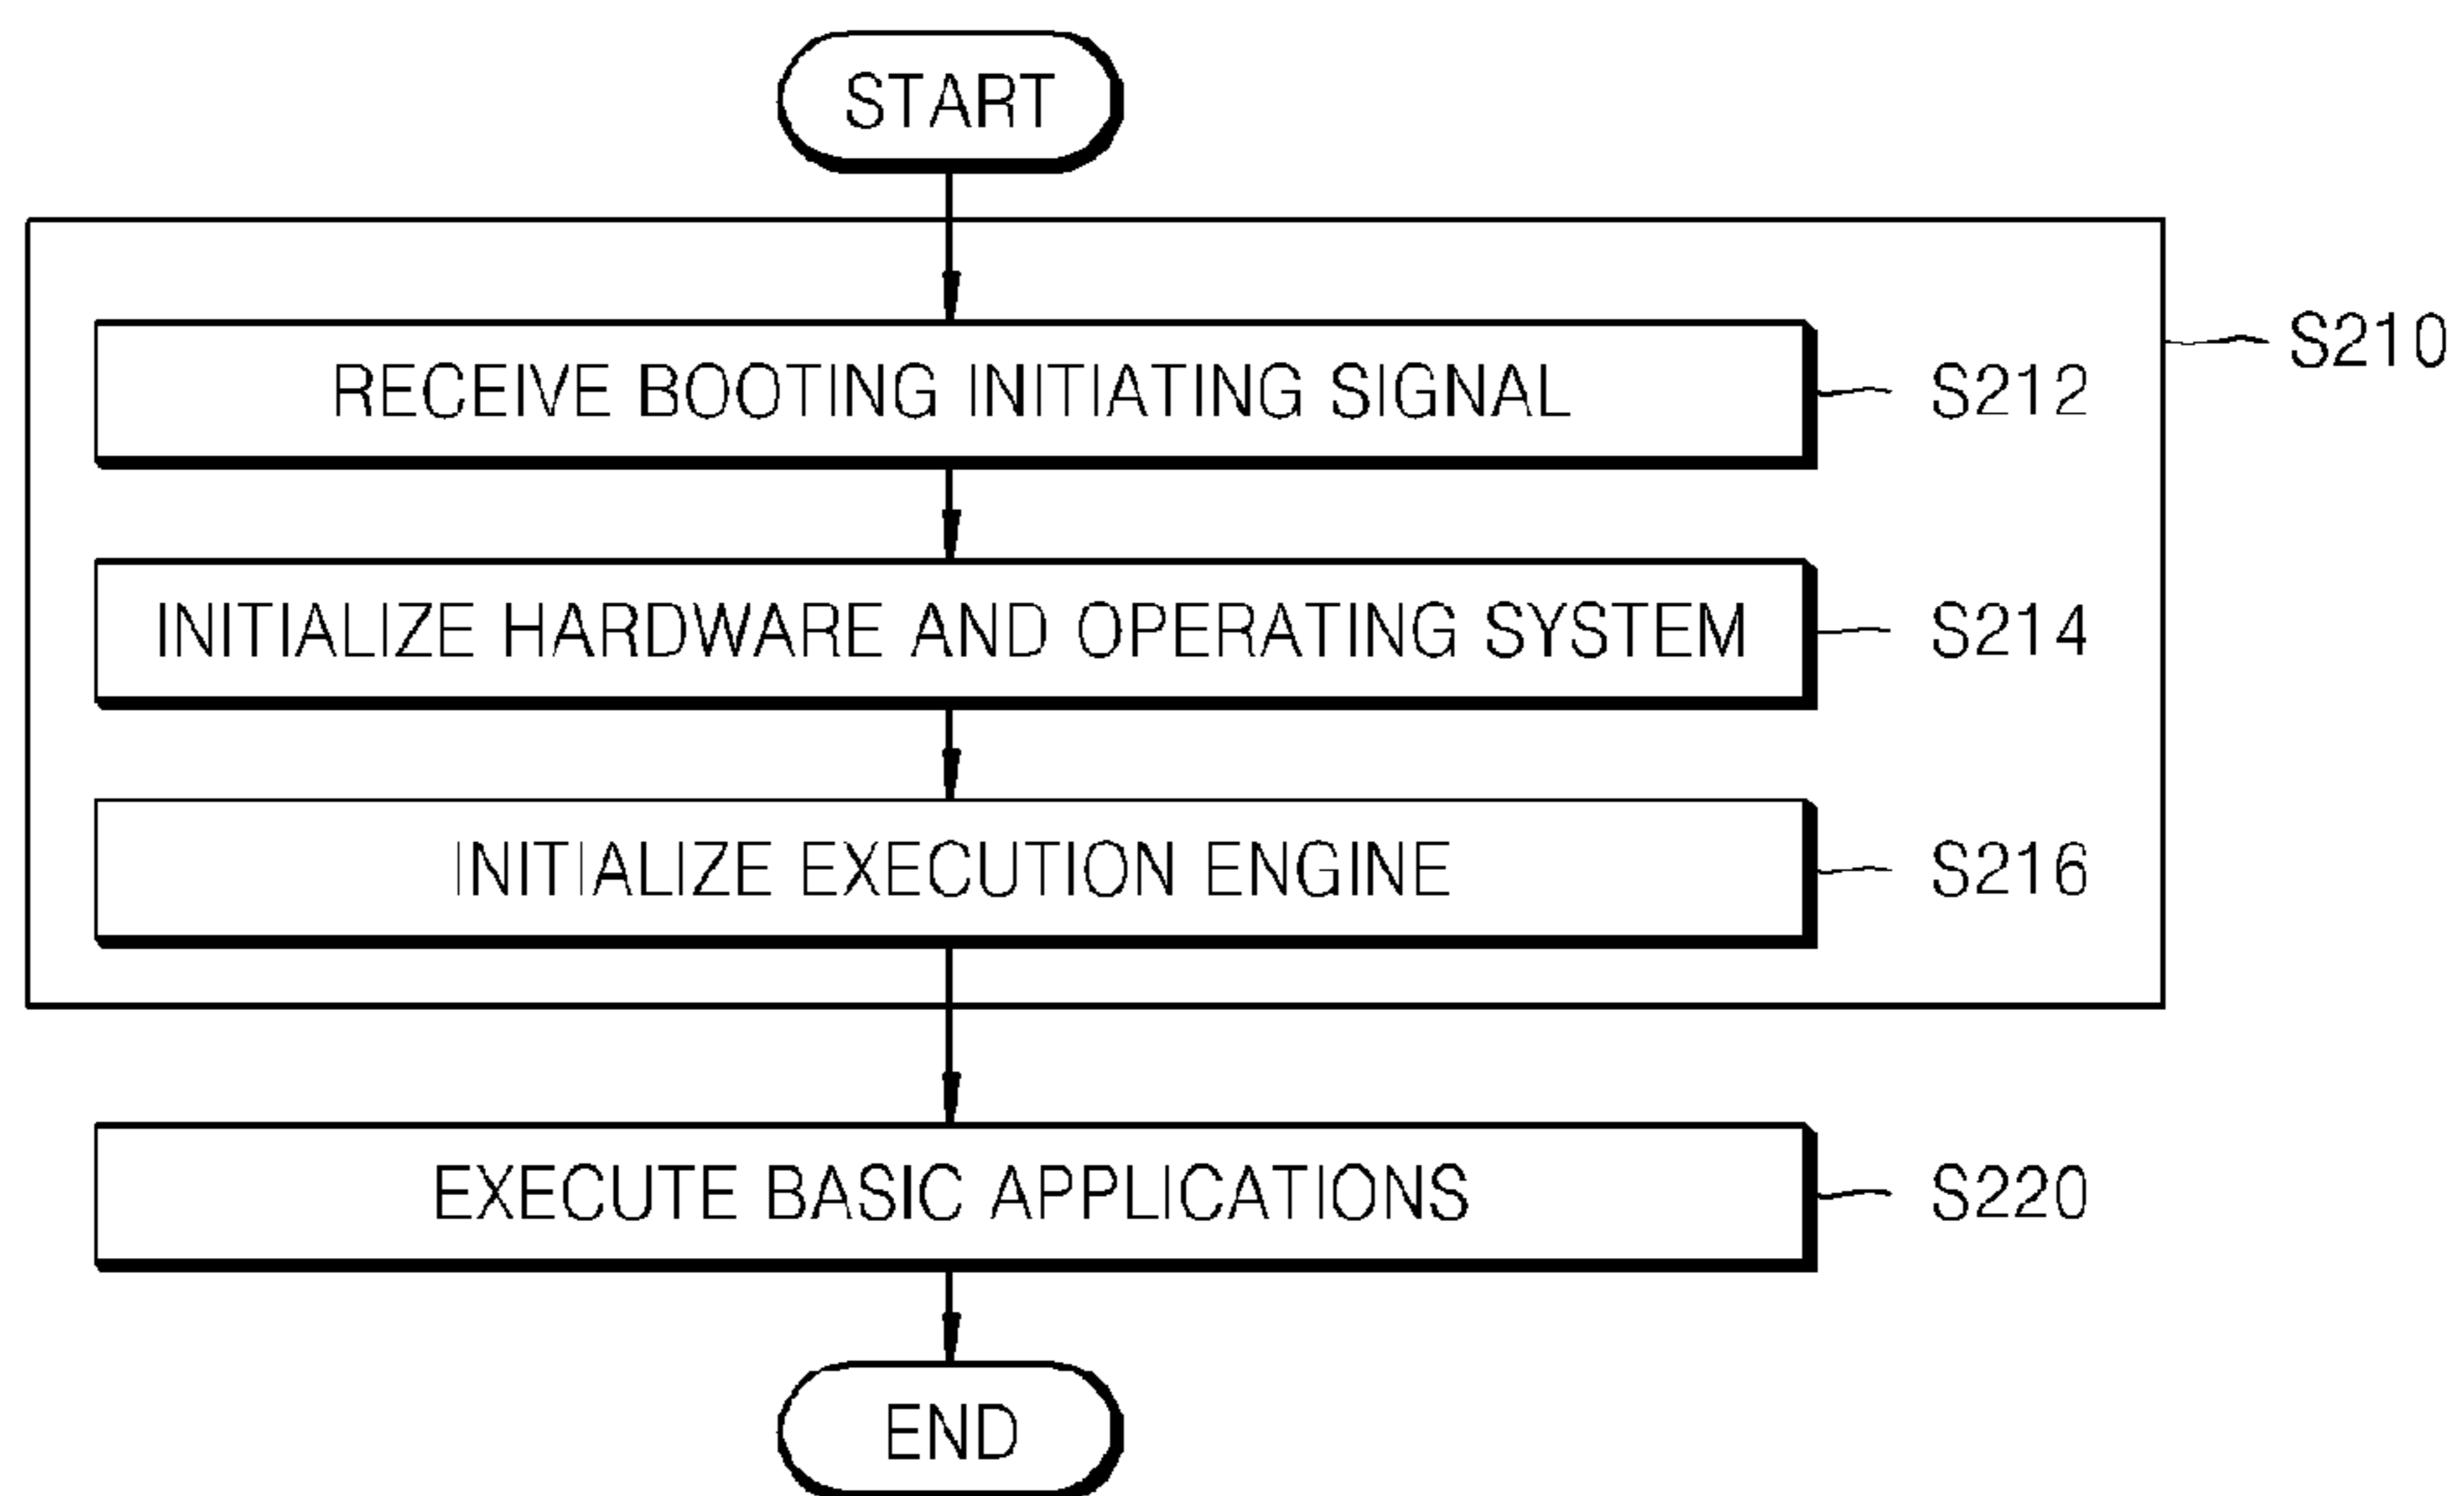 START
S210
RECEIVE BOOTING INITIATING SIGNAL S212
INITIALIZE HARDWARE AND OPERATING SYSTEM S214
INITIALIZE EXECUTION ENGINE S216
EXECUTE BASIC APPLICATIONS S220
END